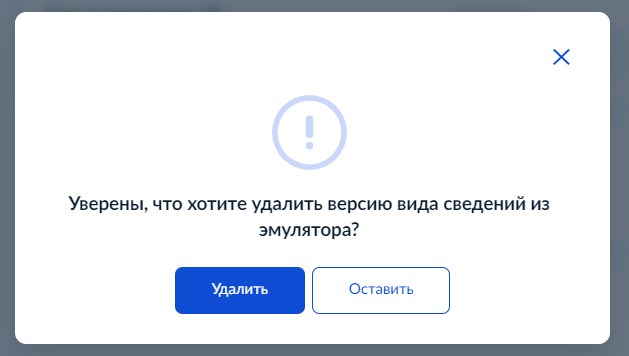 Уверены, что хотите удалить версию вида сведений из
эмулятора?
Удалить
Оставить